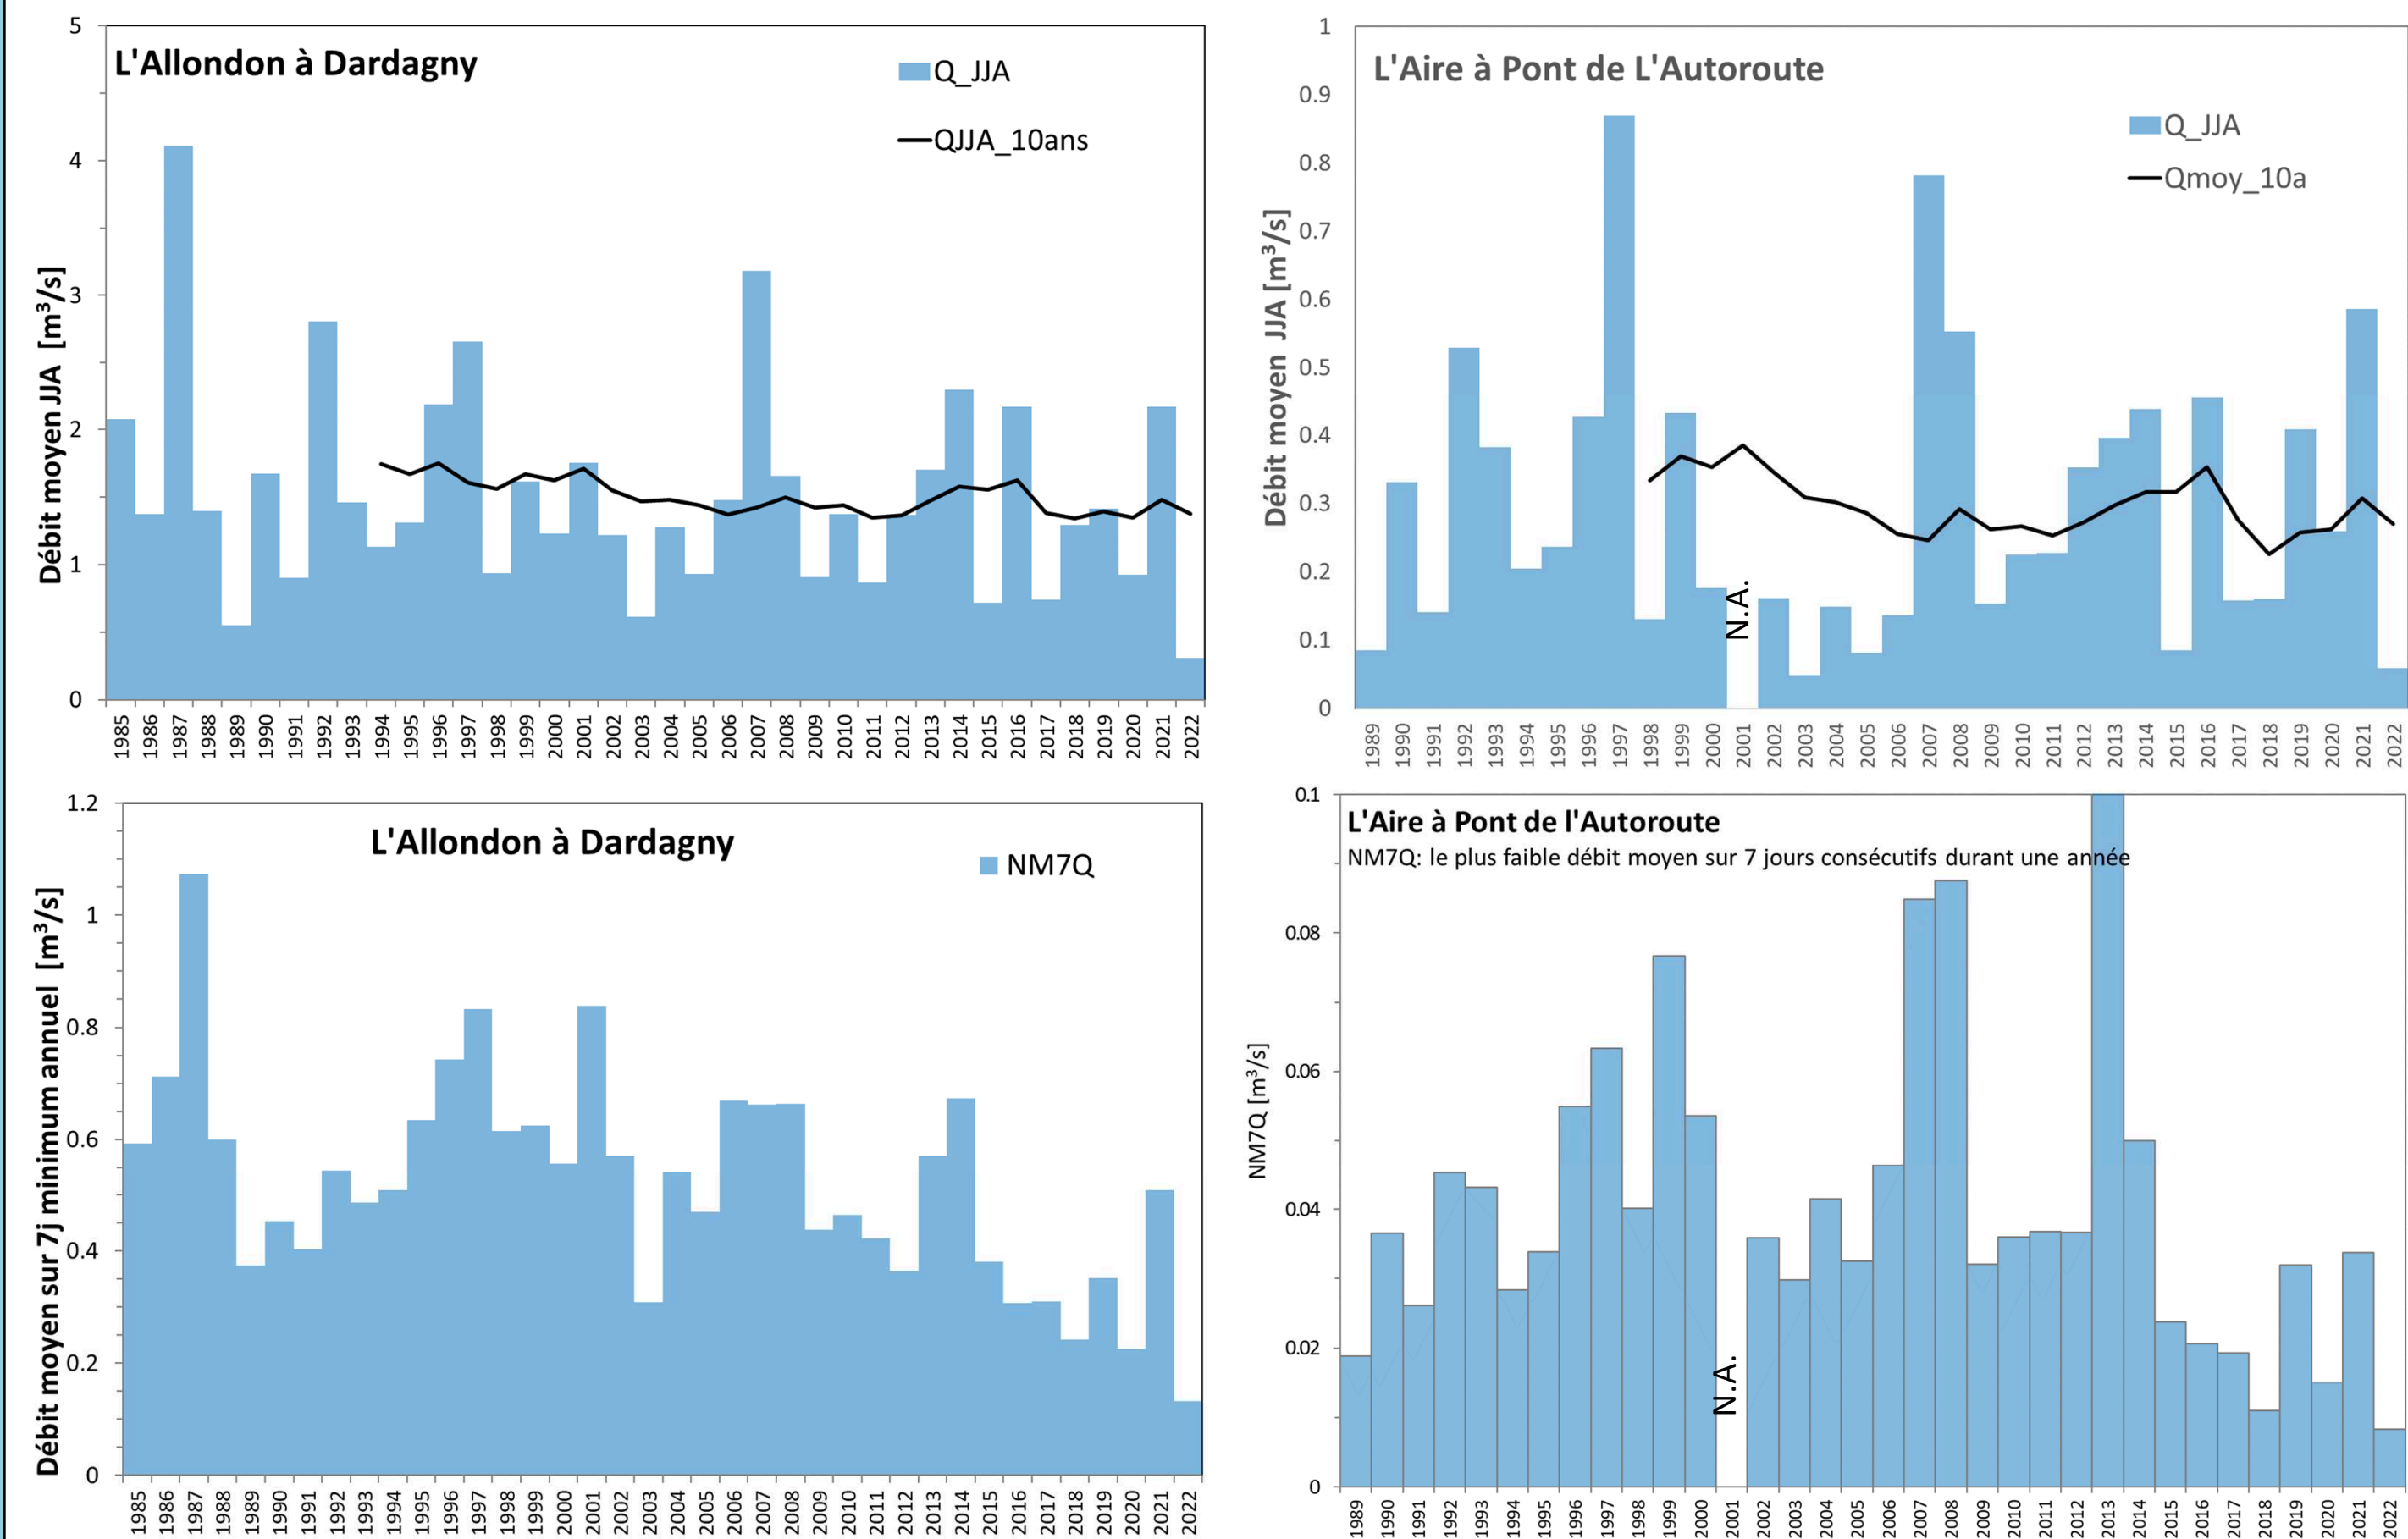 L'Allondon à Dardagny
Q_JJA
QJJA_10ans
Débit moyen JJA [m³/s]
5
4
3
2
1
0
1985 1986 1987 1988 1989 1990 1991 1992 1993 1994 1995 1996 1997 1998 1999 2000 2001 2002 2003 2004 2005 2006 2007 2008 2009 2010 2011 2012 2013 2014 2015 2016 2017 2018 2019 2020 2021 2022
L'Aire à Pont de L'Autoroute
Q_JJA
Qmoy_10a
Débit moyen JJA [m³/s]
1
0.9
0.8
0.7
0.6
0.5
0.4
0.3
0.2
0.1
0
N.A.
1989 1990 1991 1992 1993 1994 1995 1996 1997 1998 1999 2000 2001 2002 2003 2004 2005 2006 2007 2008 2009 2010 2011 2012 2013 2014 2015 2016 2017 2018 2019 2020 2021 2022
L'Allondon à Dardagny
NM7Q
Débit moyen sur 7j minimum annuel [m³/s]
1.2
1
0.8
0.6
0.4
0.2
0
1985 1986 1987 1988 1989 1990 1991 1992 1993 1994 1995 1996 1997 1998 1999 2000 2001 2002 2003 2004 2005 2006 2007 2008 2009 2010 2011 2012 2013 2014 2015 2016 2017 2018 2019 2020 2021 2022
L'Aire à Pont de l'Autoroute
NM7Q: le plus faible débit moyen sur 7 jours consécutifs durant une année
NM7Q [m³/s]
0.1
0.08
0.06
0.04
0.02
0
N.A.
1989 1990 1991 1992 1993 1994 1995 1996 1997 1998 1999 2000 2001 2002 2003 2004 2005 2006 2007 2008 2009 2010 2011 2012 2013 2014 2015 2016 2017 2018 2019 2020 2021 2022